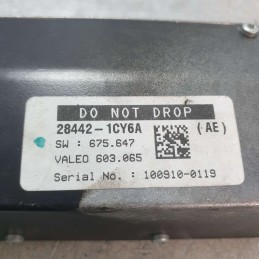 DO NOT DROP
28442-1CY6A (AE)
SW : 675.647
VALEO 603.065
Serial No. : 100910-0119